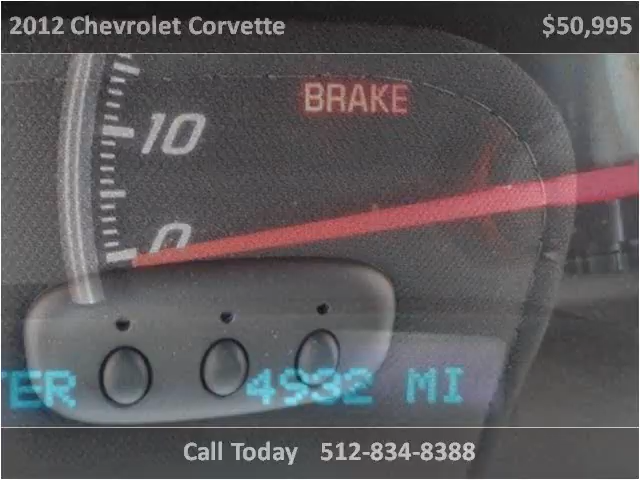 2012 Chevrolet Corvette $50,995
BRAKE
10
0
TER 4932 MI
Call Today 512-834-8388